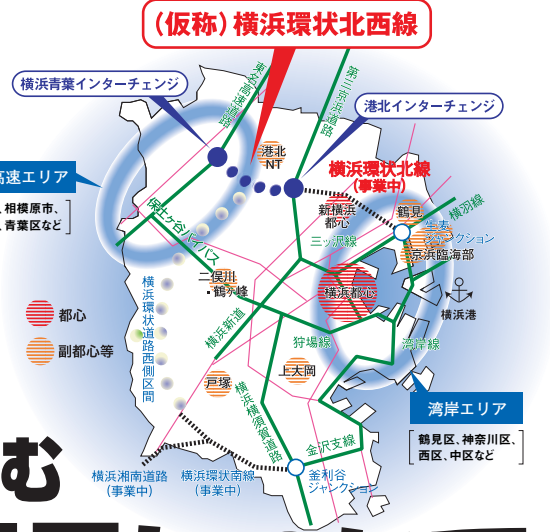 (仮称)横浜環状北西線
横浜青葉インターチェンジ
東名高速道路
第三京浜道路
港北インターチェンジ
港北
NT
横浜環状北線
(事業中)
高速エリア
、相模原市、
、青葉区など
保土ヶ谷バイパス
新横浜
都心
鶴見
横羽線
生麦
ジャンクション
三ッ沢線
京浜臨海部
二俣川
・鶴ヶ峰
横浜都心
横浜港
都心
副都心等
横浜環状道路西側区間
横浜新道
狩場線
湾岸線
戸塚
上大岡
横浜横須賀道路
湾岸エリア
鶴見区、神奈川区、
西区、中区など
金沢支線
釜利谷
ジャンクション
横浜湘南道路
(事業中)
横浜環状南線
(事業中)
む